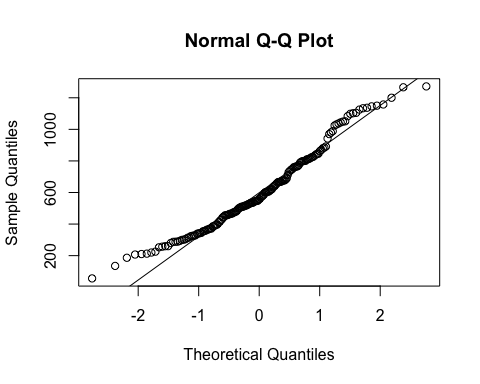 Normal Q-Q Plot
Sample Quantiles
1000
600
200
-2 -1 0 1 2
Theoretical Quantiles